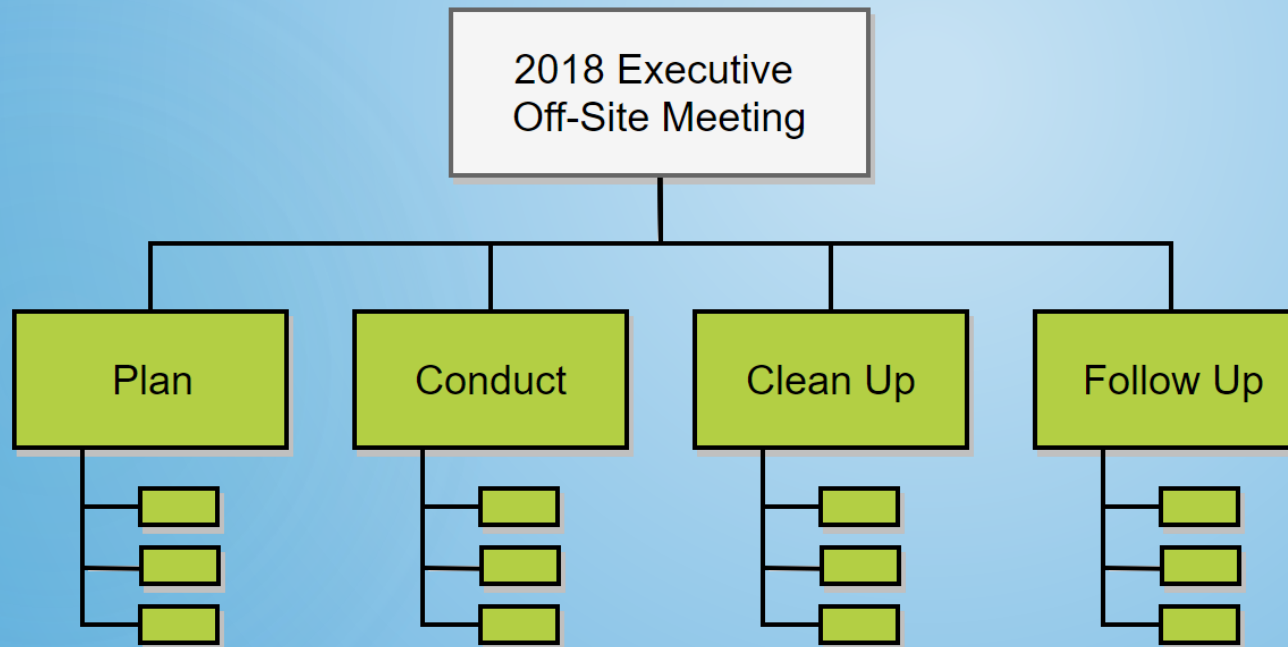 2018 Executive
Off-Site Meeting
Plan
Conduct
Clean Up
Follow Up